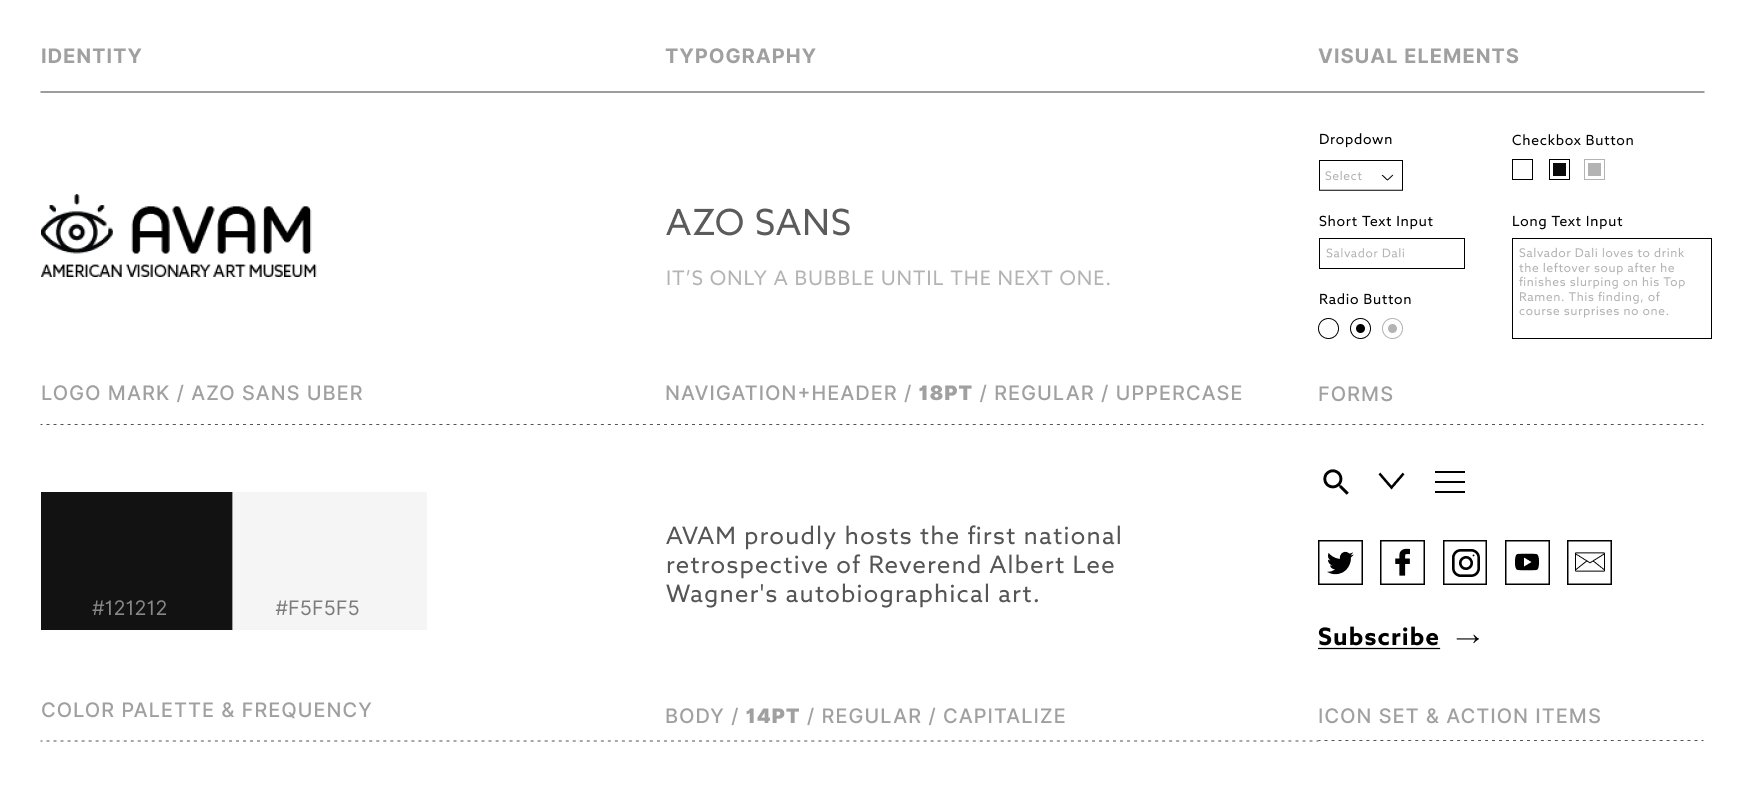 IDENTITY
TYPOGRAPHY
VISUAL ELEMENTS
AVAM
AMERICAN VISIONARY ART MUSEUM
LOGO MARK / AZO SANS UBER
AZO SANS
IT’S ONLY A BUBBLE UNTIL THE NEXT ONE.
NAVIGATION+HEADER / 18PT / REGULAR / UPPERCASE
Dropdown
Select
Checkbox Button
Short Text Input
Salvador Dali
Long Text Input
Salvador Dali loves to drink
the leftover soup after he
finishes slurping on his Top
Ramen. This finding, of
course surprises no one.
Radio Button
FORMS
#121212
#F5F5F5
COLOR PALETTE & FREQUENCY
AVAM proudly hosts the first national
retrospective of Reverend Albert Lee
Wagner's autobiographical art.
BODY / 14PT / REGULAR / CAPITALIZE
Subscribe →
ICON SET & ACTION ITEMS